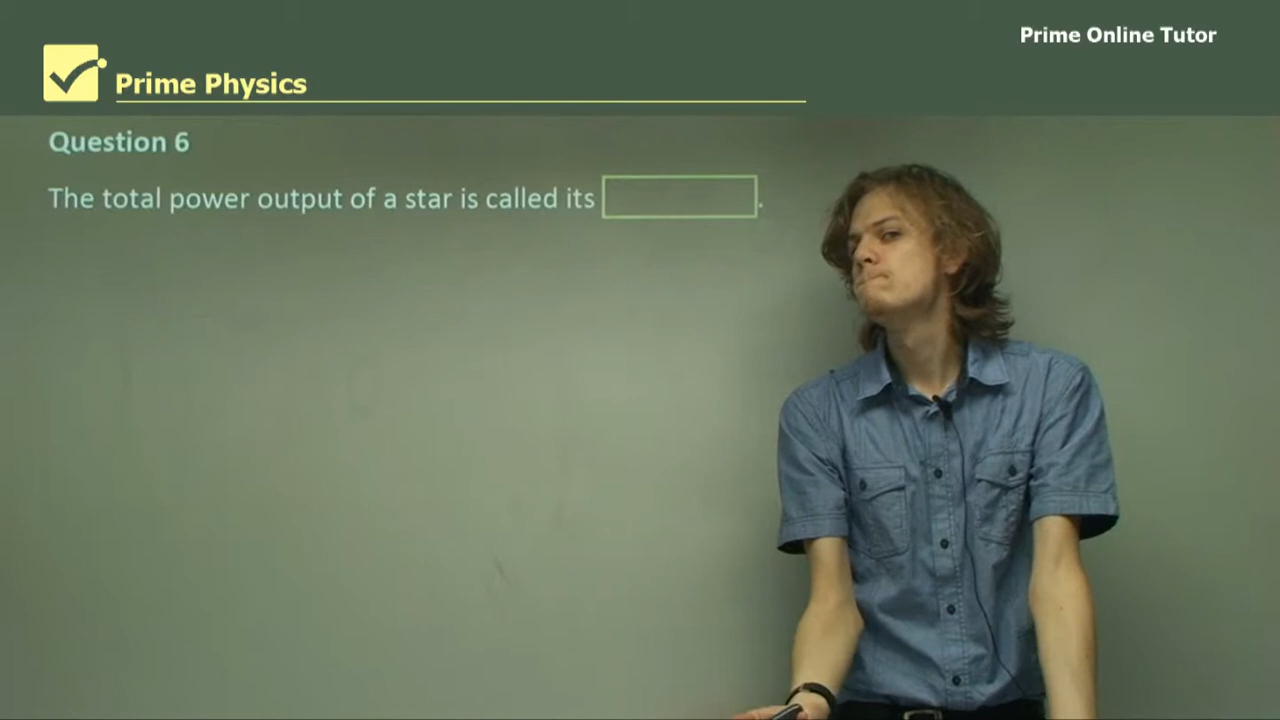 Prime Online Tutor
Prime Physics
Question 6
The total power output of a star is called its .